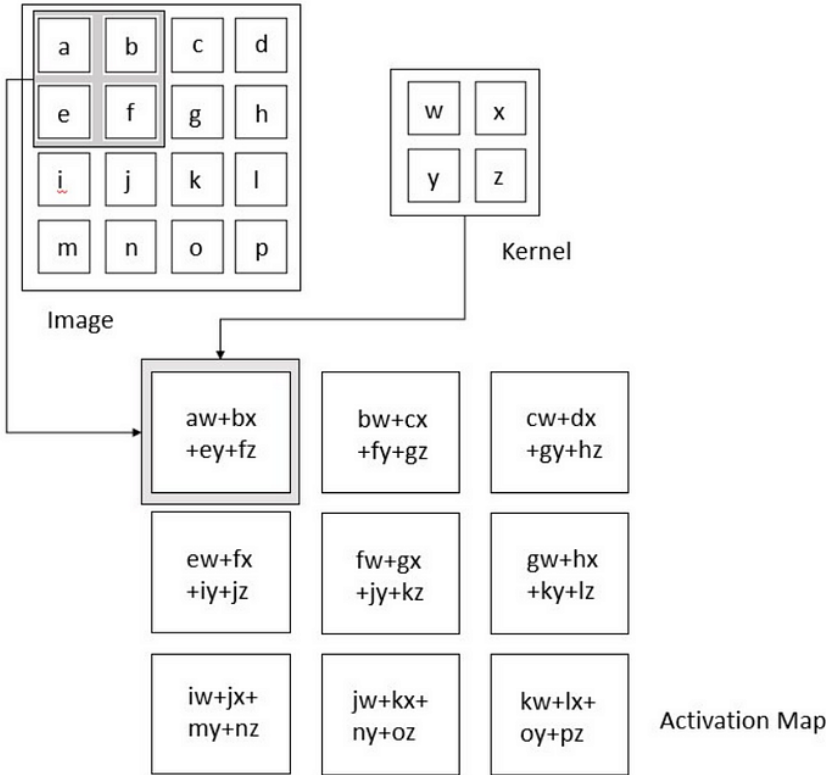 a b c d
e f g h
i j k l
m n o p
Image
w x
y z
Kernel
aw+bx
+ey+fz
bw+cx
+fy+gz
cw+dx
+gy+hz
ew+fx
+iy+jz
fw+gx
+jy+kz
gw+hx
+ky+lz
iw+jx+
my+nz
jw+kx+
ny+oz
kw+lx+
oy+pz
Activation Map